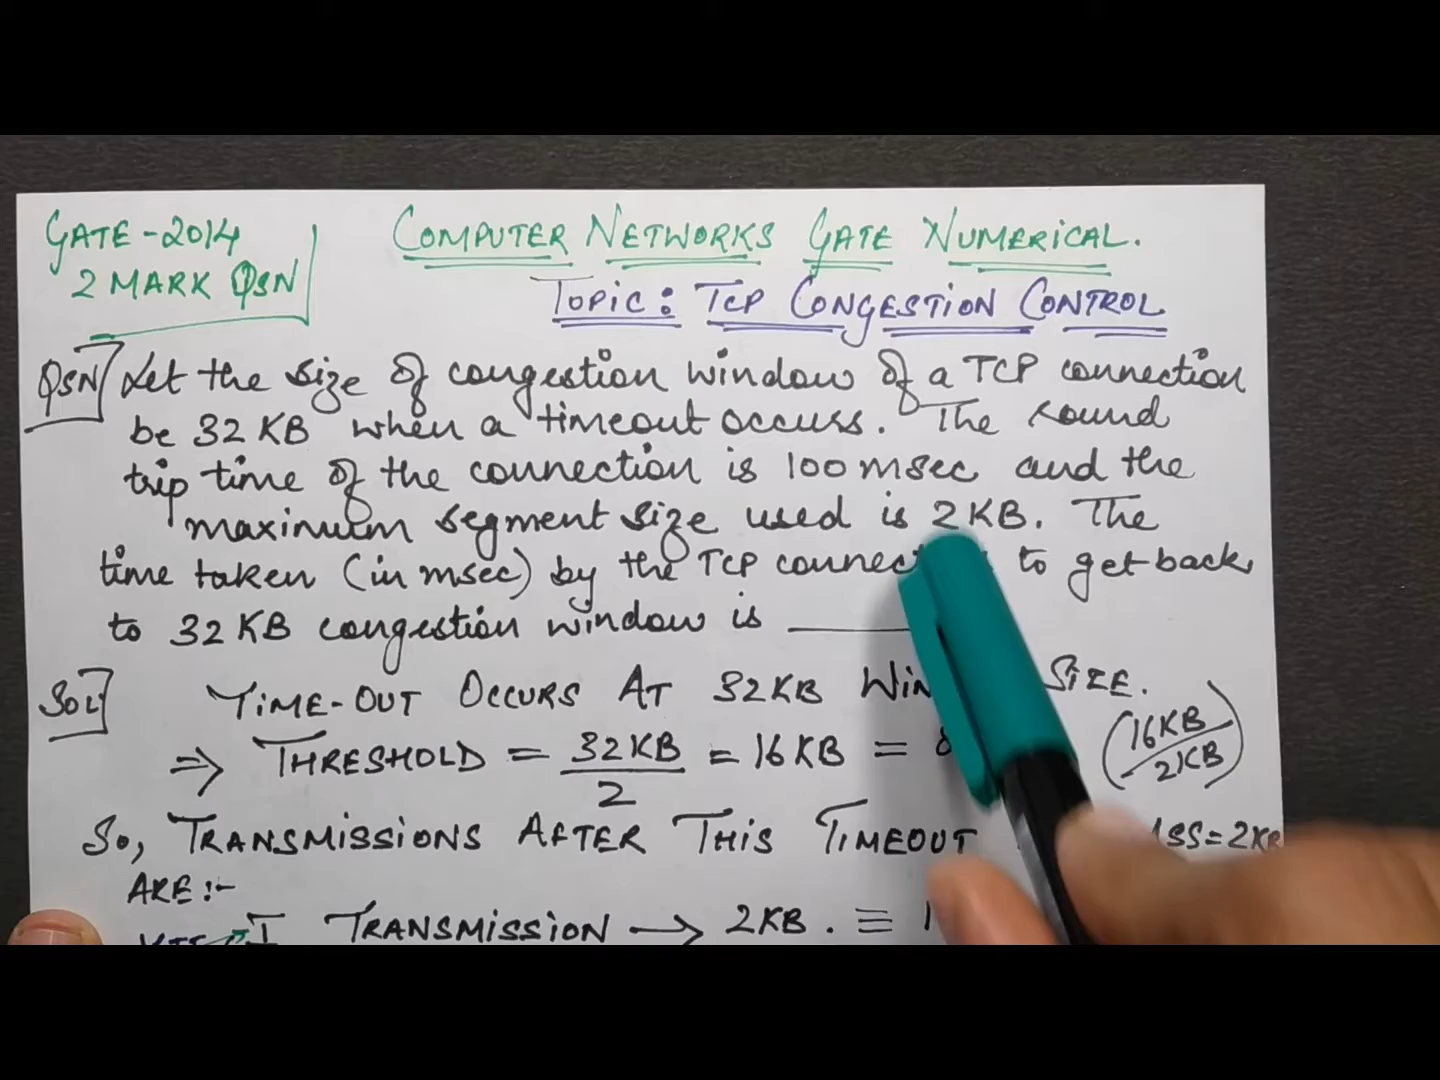 GATE-2014
2 MARK QSN
COMPUTER NETWORKS GATE NUMERICAL.
TOPIC: TCP CONGESTION CONTROL
QSN Let the size of congestion window of a TCP connection
be 32 KB when a timeout occurs. The round
trip time of the connection is 100 msec and the
maximum segment size used is 2KB. The
time taken (in msec) by the TCP to get back
to 32 KB congestion window is ______
SOL TIME-OUT OCCURS AT 32KB SIZE.
⇒ THRESHOLD = 32KB/2 = 16KB = (16KB/2KB)
So, TRANSMISSIONS AFTER THIS TIMEOUT =2KB
ARE :-
I TRANSMISSION → 2KB. ≡ 1